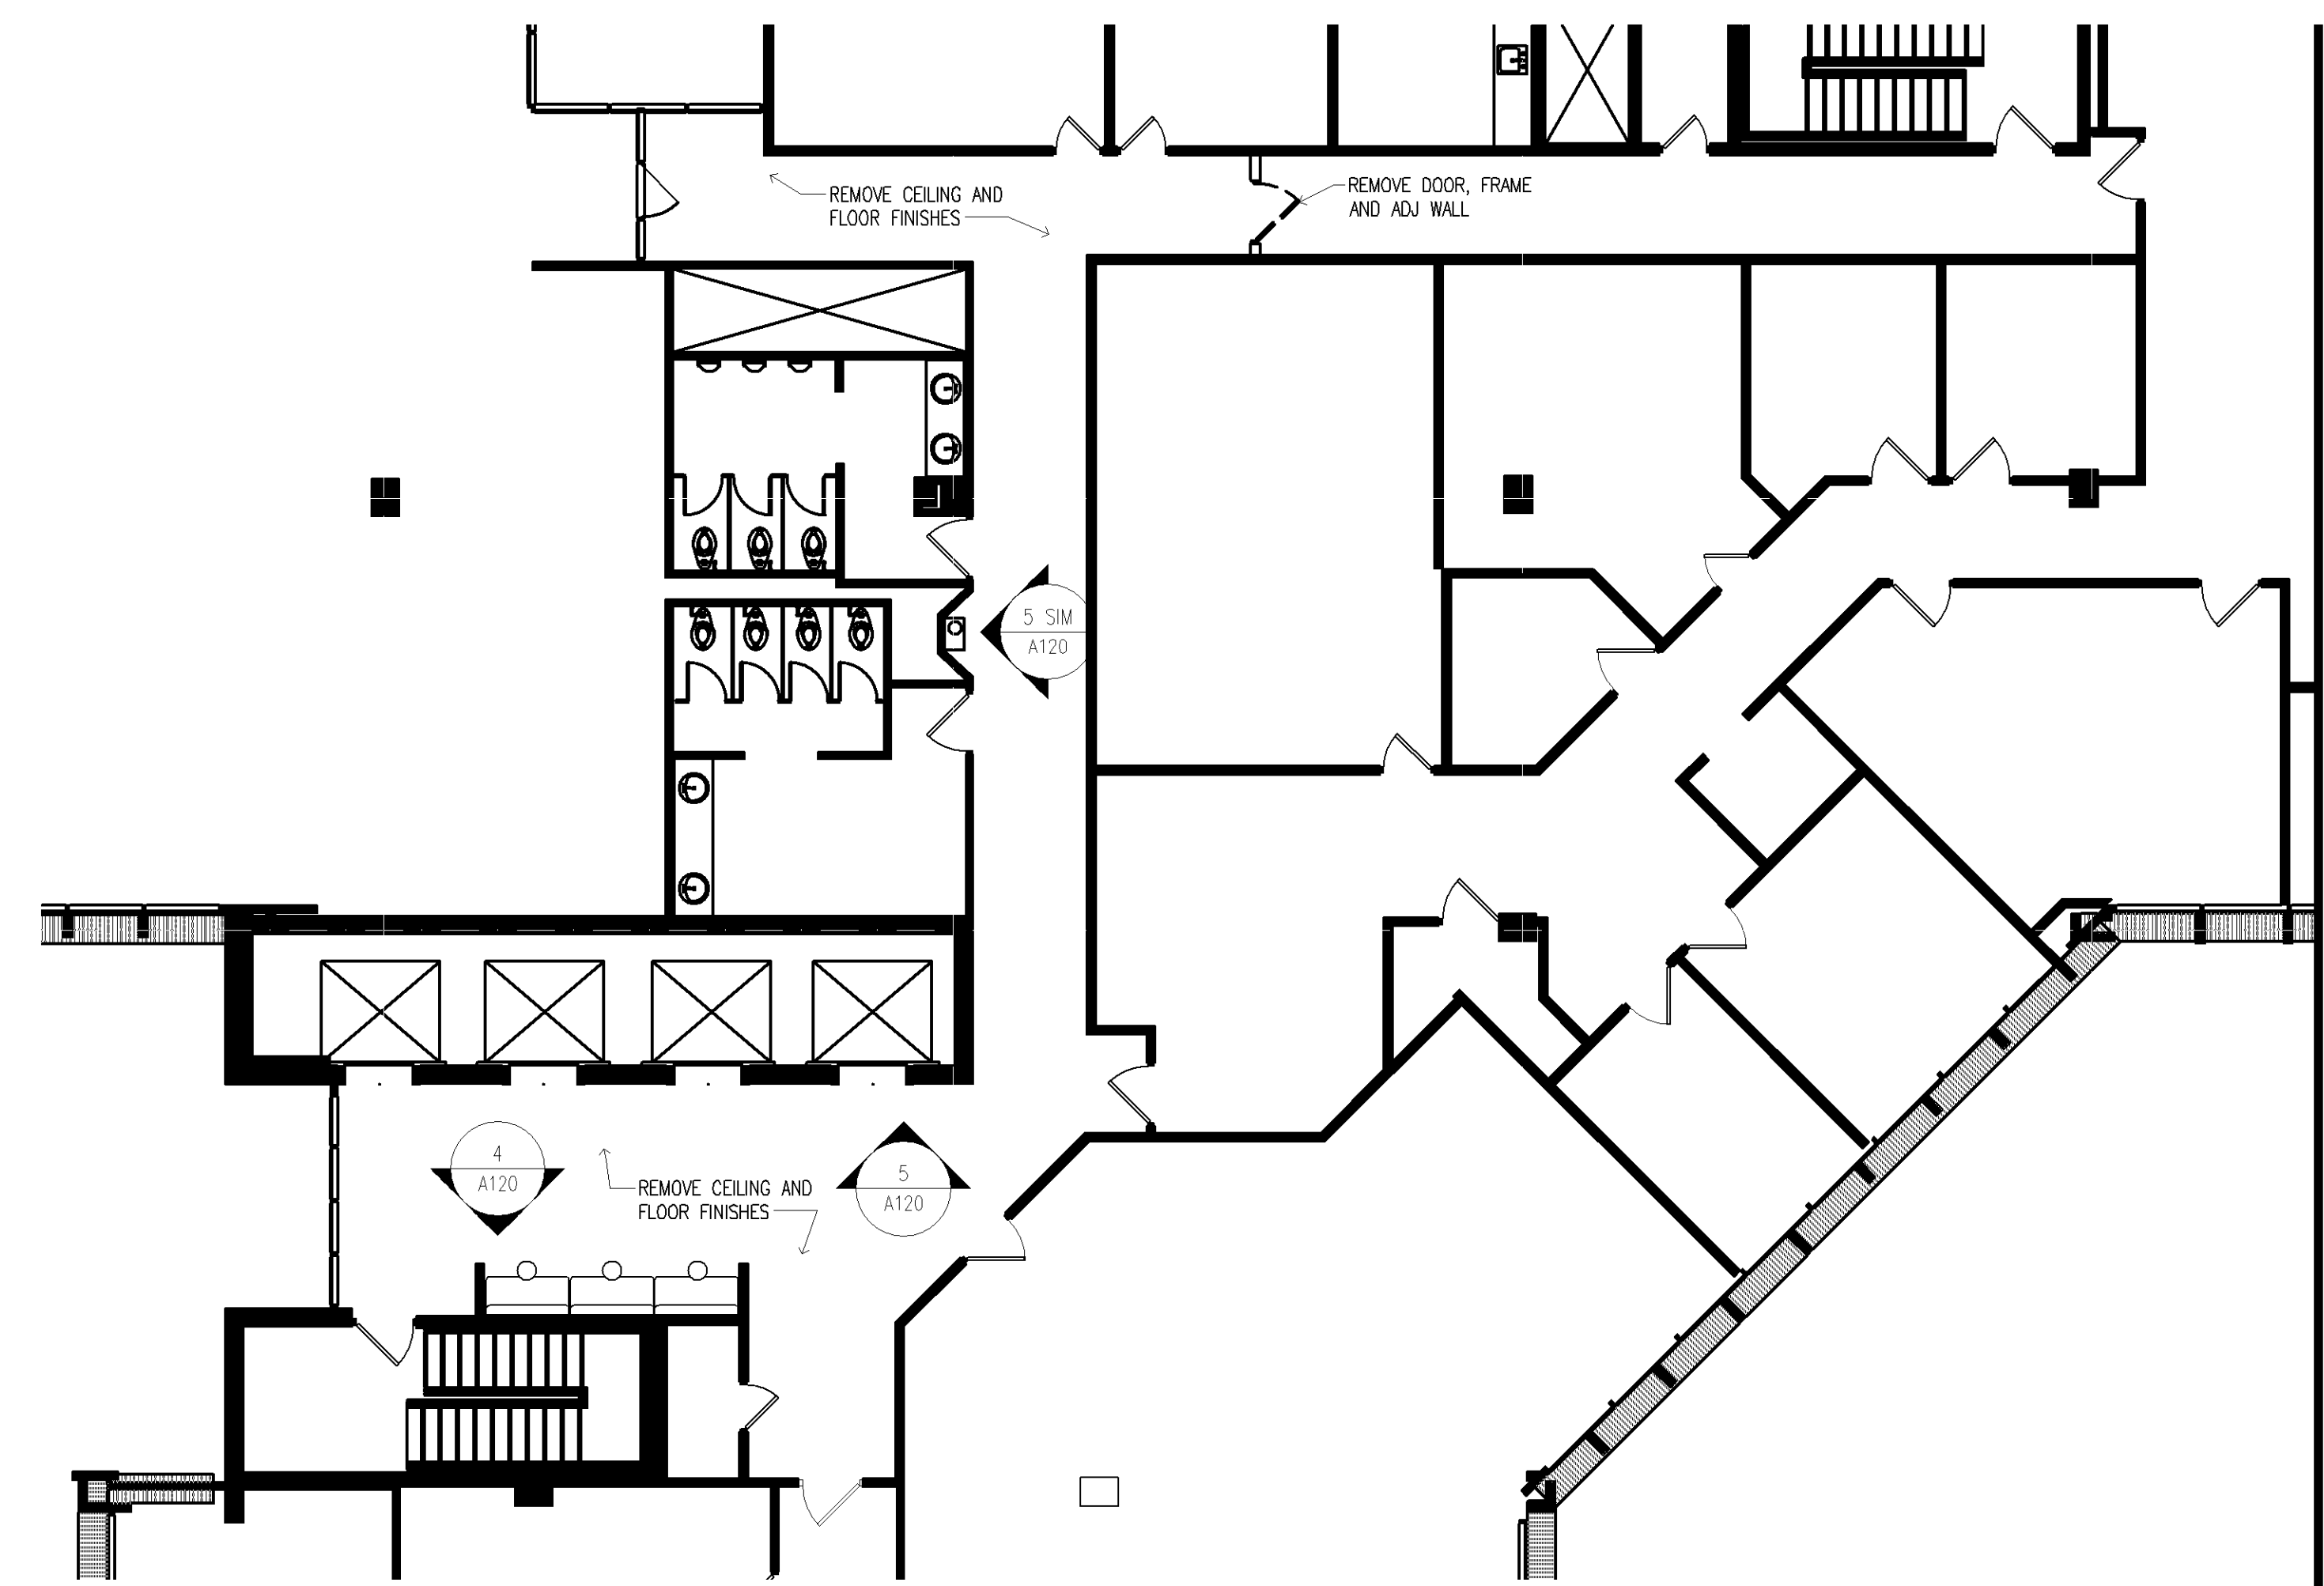 REMOVE CEILING AND
FLOOR FINISHES
REMOVE DOOR, FRAME
AND ADJ WALL
5 SIM
A120
4
A120
REMOVE CEILING AND
FLOOR FINISHES
5
A120